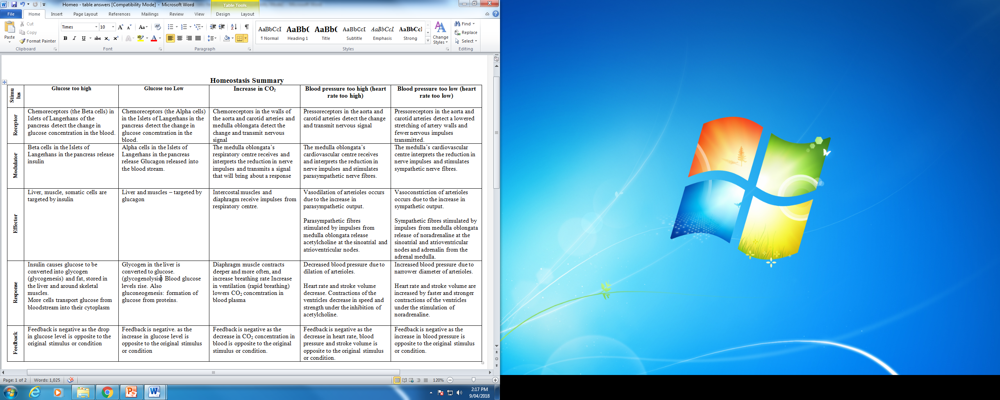 Homeo - table answers [Compatibility Mode] - Microsoft Word
Table Tools
File Home Insert Page Layout References Mailings Review View Design Layout
Paste
Cut
Copy
Format Painter
Clipboard
Times 10
Font
Paragraph
AaBbCcI AaBbC AaBbC AaBbCcI AaBbCcI AaBbCcI
¶ Normal Heading 1 Title Subtitle Emphasis Strong
Change
Styles
Styles
Find
Replace
Select
Editing
Homeostasis Summary
Stimu
lus
Glucose too high
Glucose too Low
Increase in CO₂
Blood pressure too high (heart
rate too high)
Blood pressure too low (heart
rate too low)
Receptor
Chemoreceptors (the Beta cells) in
Islets of Langerhans of the
pancreas detect the change in
glucose concentration in the blood.
Chemoreceptors (the Alpha cells)
in the Islets of Langerhans in the
pancreas detect the change in
glucose concentration in the
blood.
Chemoreceptors in the walls of
the aorta and carotid arteries and
medulla oblongata detect the
change and transmit nervous
signal
Pressoreceptors in the aorta and
carotid arteries detect the change
and transmit nervous signal
Pressoreceptors in the aorta and
carotid arteries detect a lowered
stretching of artery walls and
fewer nervous impulses
transmitted.
Modulator
Beta cells in the Islets of
Langerhans in the pancreas release
insulin
Alpha cells in the Islets of
Langerhans in the pancreas
release Glucagon released into
the blood stream.
The medulla oblongata's
respiratory centre receives and
interprets the reduction in nerve
impulses and transmits a signal
that will bring about a response
The medulla oblongata's
cardiovascular centre receives
and interprets the reduction in
nerve impulses and stimulates
parasympathetic nerve fibres.
The medulla's cardiovascular
centre interprets the reduction in
nerve impulses and stimulates
sympathetic nerve fibres.
Effector
Liver, muscle, somatic cells are
targeted by insulin
Liver and muscles – targeted by
glucagon
Intercostal muscles and
diaphragm receive impulses from
respiratory centre.
Vasodilation of arterioles occurs
due to the increase in
parasympathetic output.
Parasympathetic fibres
stimulated by impulses from
medulla oblongata release
acetylcholine at the sinoatrial and
atrioventricular nodes.
Vasoconstriction of arterioles
occurs due to the increase in
sympathetic output.
Sympathetic fibres stimulated by
impulses from medulla oblongata
release of noradrenaline at the
sinoatrial and atrioventricular
nodes and adrenalin from the
adrenal medulla.
Response
Insulin causes glucose to be
converted into glycogen
(glycogenesis) and fat, stored in
the liver and around skeletal
muscles.
More cells transport glucose from
bloodstream into their cytoplasm
Glycogen in the liver is
converted to glucose.
(glycogenolysis) Blood glucose
levels rise. Also
gluconeogenesis: formation of
glucose from proteins.
Diaphragm muscle contracts
deeper and more often, and
increase breathing rate Increase
in ventilation (rapid breathing)
lowers CO₂ concentration in
blood plasma
Decreased blood pressure due to
dilation of arterioles.
Heart rate and stroke volume
decrease. Contractions of the
ventricles decrease in speed and
strength under the inhibition of
acetylcholine.
Increased blood pressure due to
narrower diameter of arterioles.
Heart rate and stroke volume are
increased by faster and stronger
contractions of the ventricles
under the stimulation of
noradrenaline.
Feedback
Feedback is negative as the drop
in glucose level is opposite to the
original stimulus or condition
Feedback is negative. as the
increase in glucose level is
opposite to the original stimulus
or condition
Feedback is negative as the
decrease in CO₂ concentration in
blood is opposite to the original
stimulus or condition.
Feedback is negative as the
decrease in heart rate, blood
pressure and stroke volume is
opposite to the original stimulus
or condition.
Feedback is negative as the
increase in blood pressure is
opposite to the original stimulus
or condition.
Page: 1 of 2 Words: 1,025 120%
2:17 PM
9/04/2018